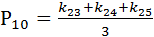 P₁₀ = (k₂₃+k₂₄+k₂₅)/3